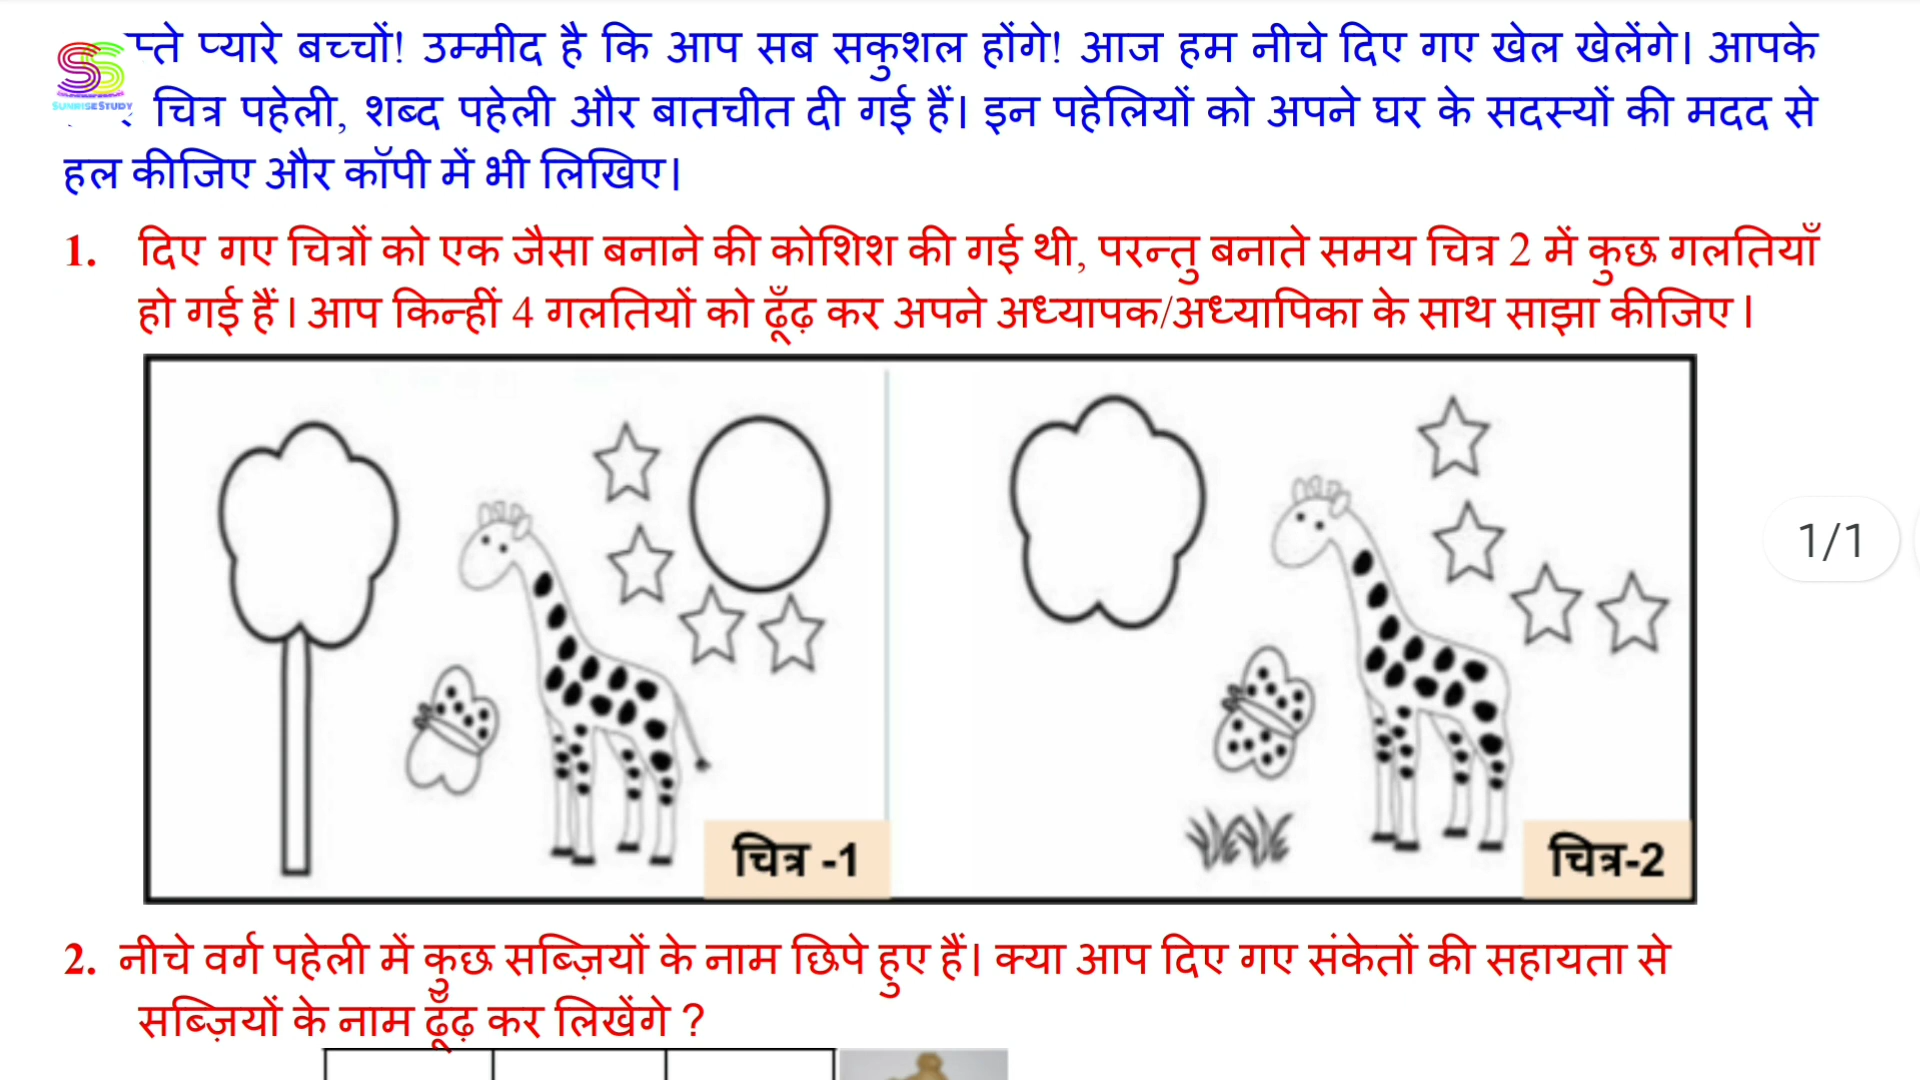 प्यारे बच्चों! उम्मीद है कि आप सब सकुशल होंगे! आज हम नीचे दिए गए खेल खेलेंगे। आपके
SUNRISE STUDY
चित्र पहेली, शब्द पहेली और बातचीत दी गई हैं। इन पहेलियों को अपने घर के सदस्यों की मदद से
हल कीजिए और कॉपी में भी लिखिए।
1. दिए गए चित्रों को एक जैसा बनाने की कोशिश की गई थी, परन्तु बनाते समय चित्र 2 में कुछ गलतियाँ
हो गई हैं। आप किन्हीं 4 गलतियों को ढूँढ़ कर अपने अध्यापक/अध्यापिका के साथ साझा कीजिए।
1/1
चित्र -1
चित्र-2
2. नीचे वर्ग पहेली में कुछ सब्ज़ियों के नाम छिपे हुए हैं। क्या आप दिए गए संकेतों की सहायता से
सब्ज़ियों के नाम ढूँढ़ कर लिखेंगे ?